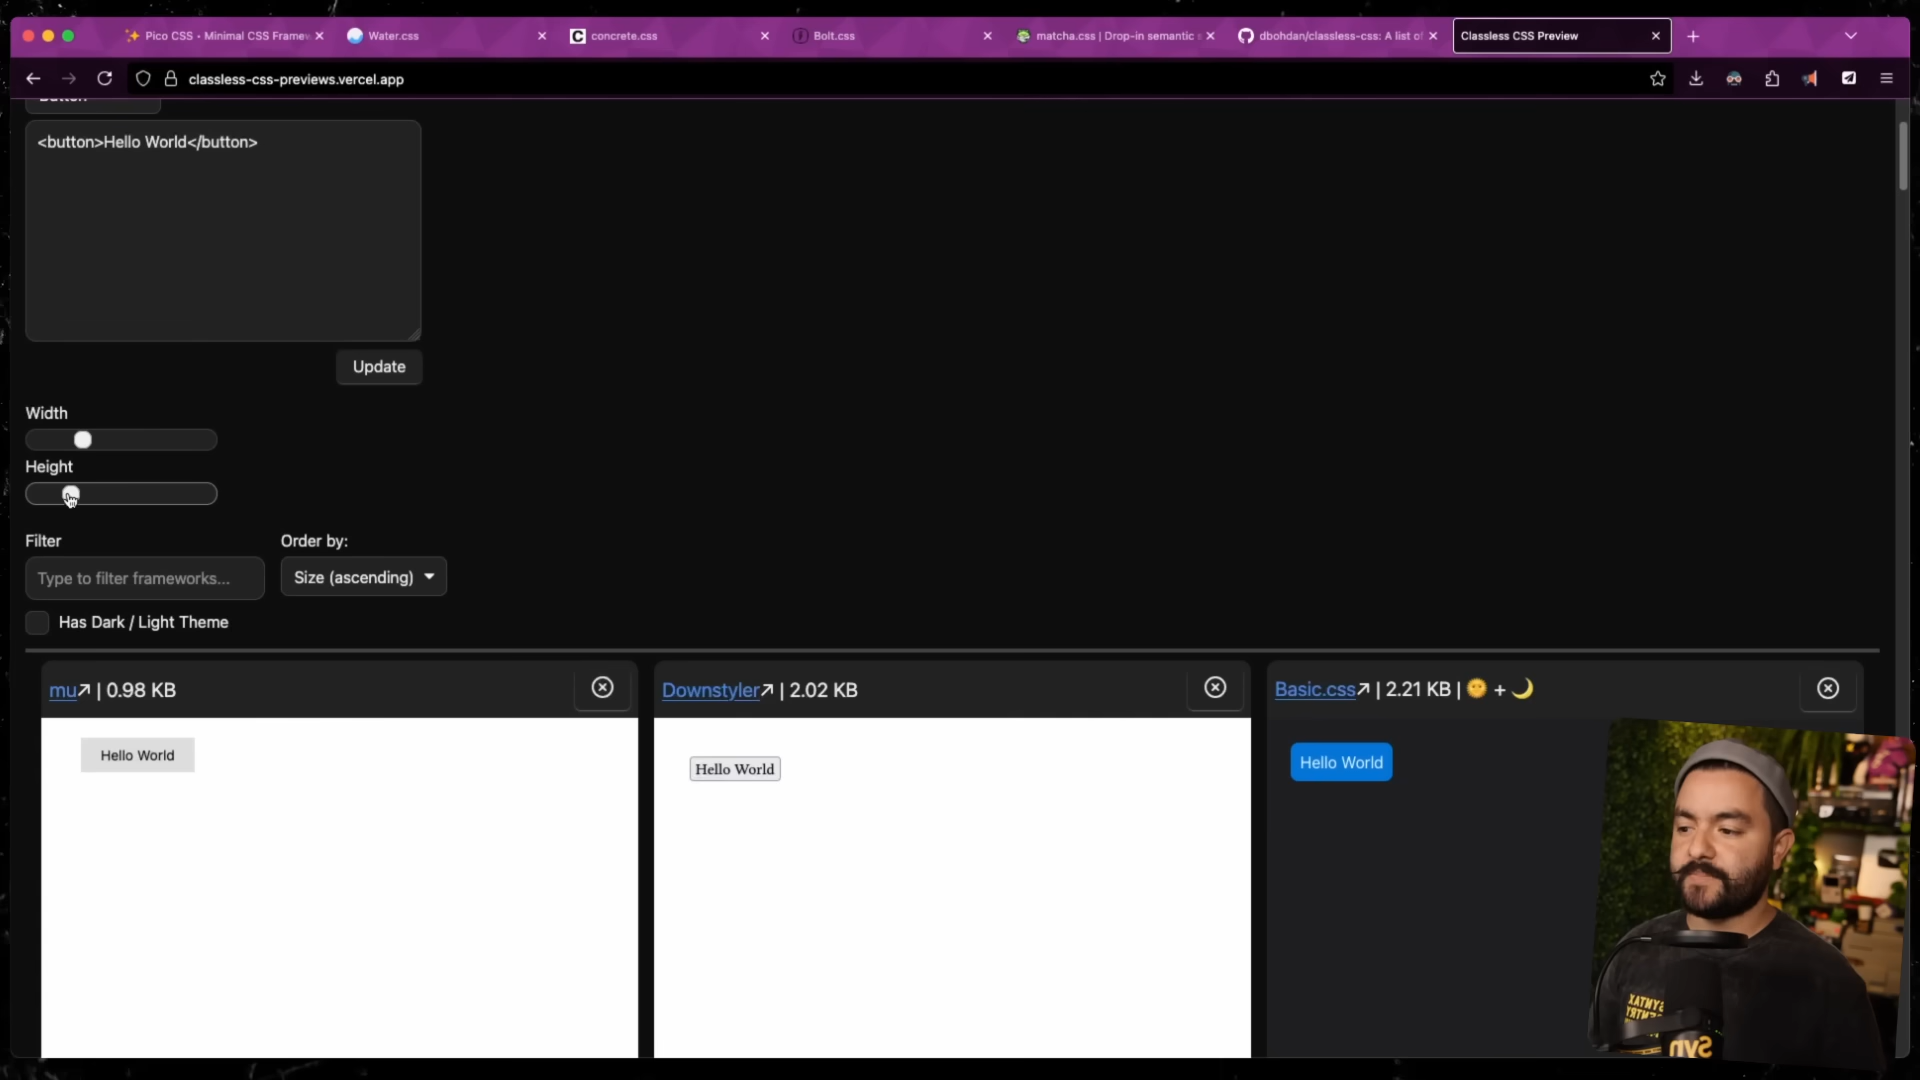 Pico CSS • Minimal CSS Framew
Water.css
concrete.css
Bolt.css
matcha.css | Drop-in semantic
dbohdan/classless-css: A list of
Classless CSS Preview
classless-css-previews.vercel.app
Button
<button>Hello World</button>
Update
Width
Height
Filter
Order by:
Type to filter frameworks...
Size (ascending)
Has Dark / Light Theme
mu↗ | 0.98 KB
Downstyler↗ | 2.02 KB
Basic.css↗ | 2.21 KB | 🌞 + 🌙
Hello World
Hello World
Hello World
SYNTAX